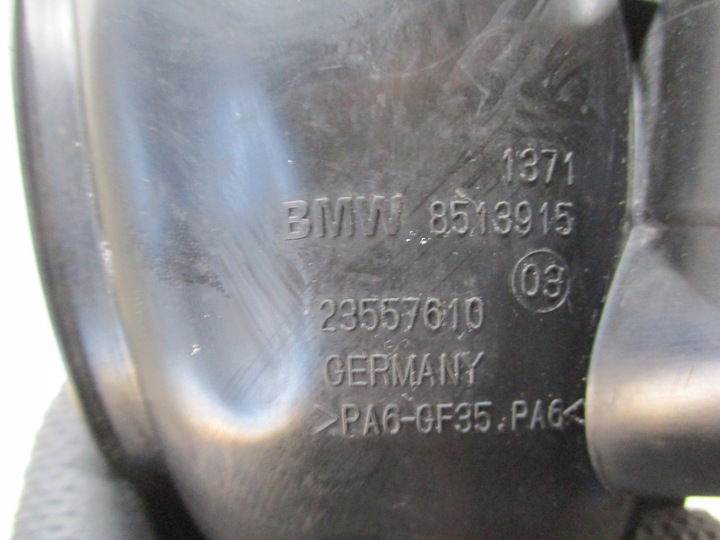 1371
BMW 8513915
03
23557610
GERMANY
>PA6-GF35.PA6<